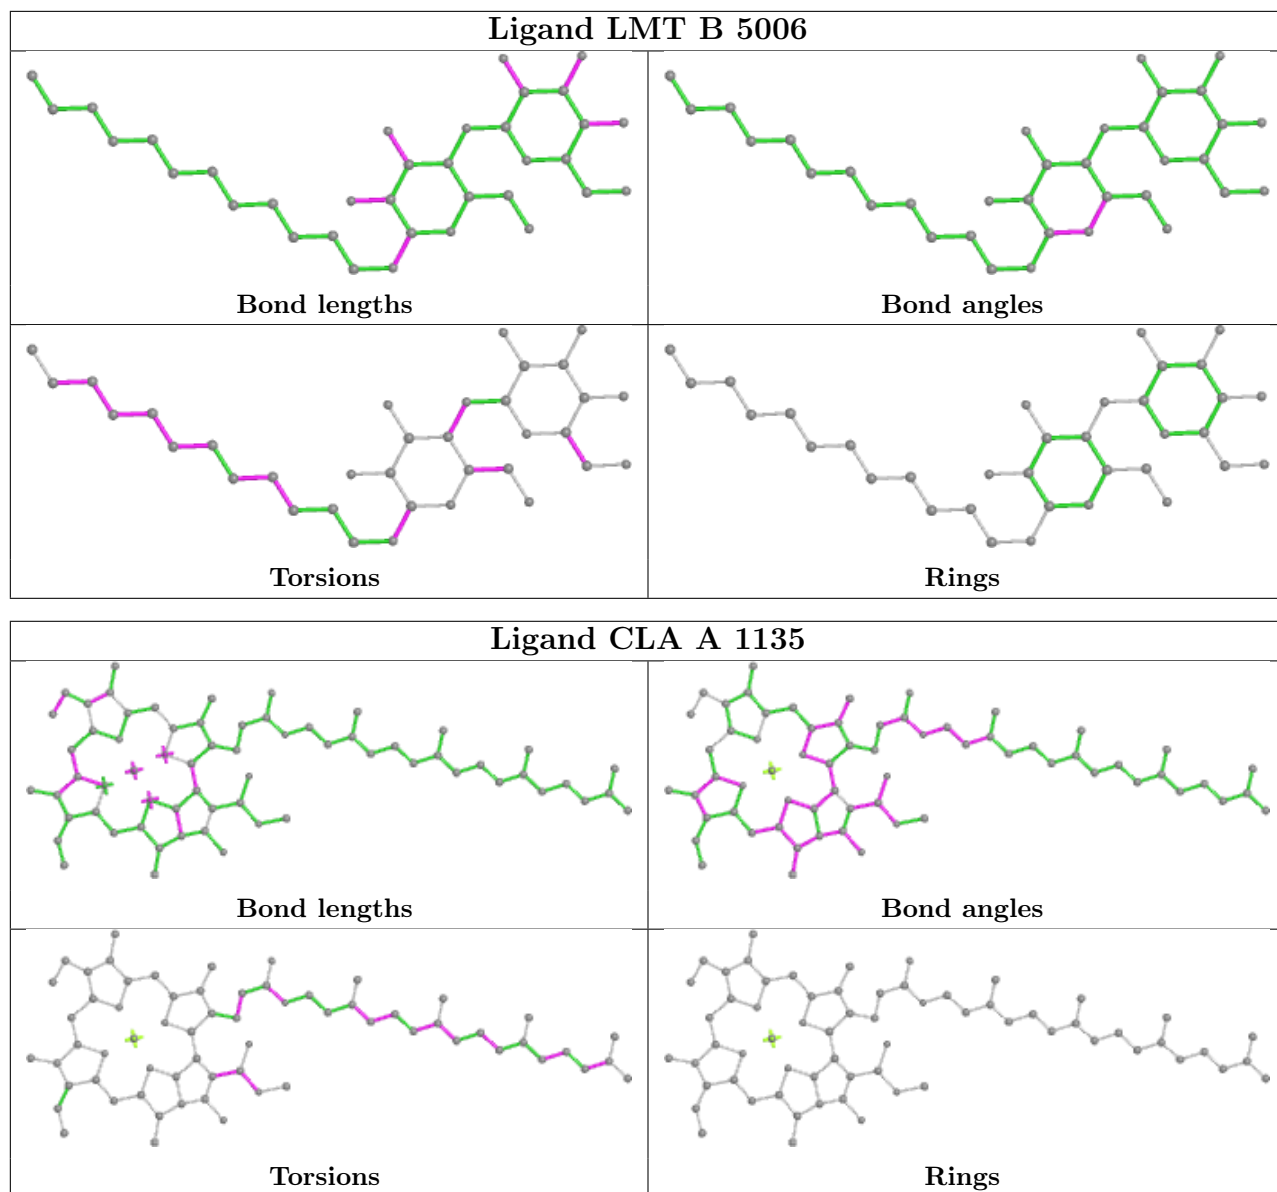 Ligand LMT B 5006
Bond lengths
Bond angles
Torsions
Rings
Ligand CLA A 1135
Bond lengths
Bond angles
Torsions
Rings